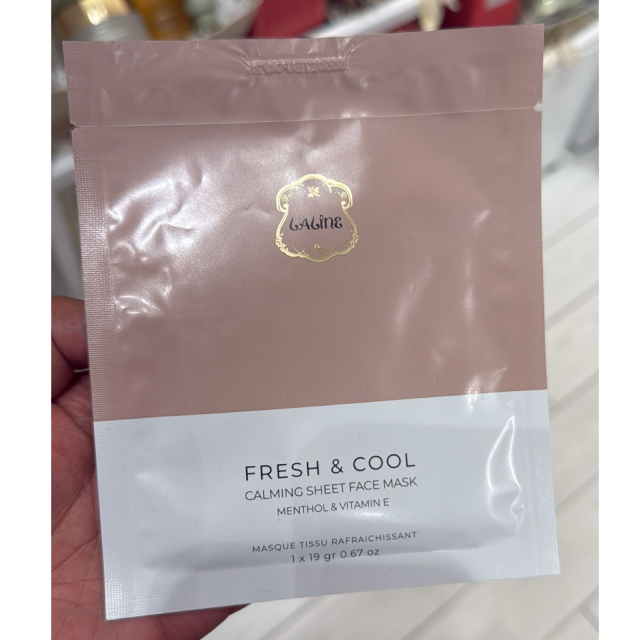 LALINE
FRESH & COOL
CALMING SHEET FACE MASK
MENTHOL & VITAMIN E
MASQUE TISSU RAFRAICHISSANT
1 x 19 gr 0.67 oz